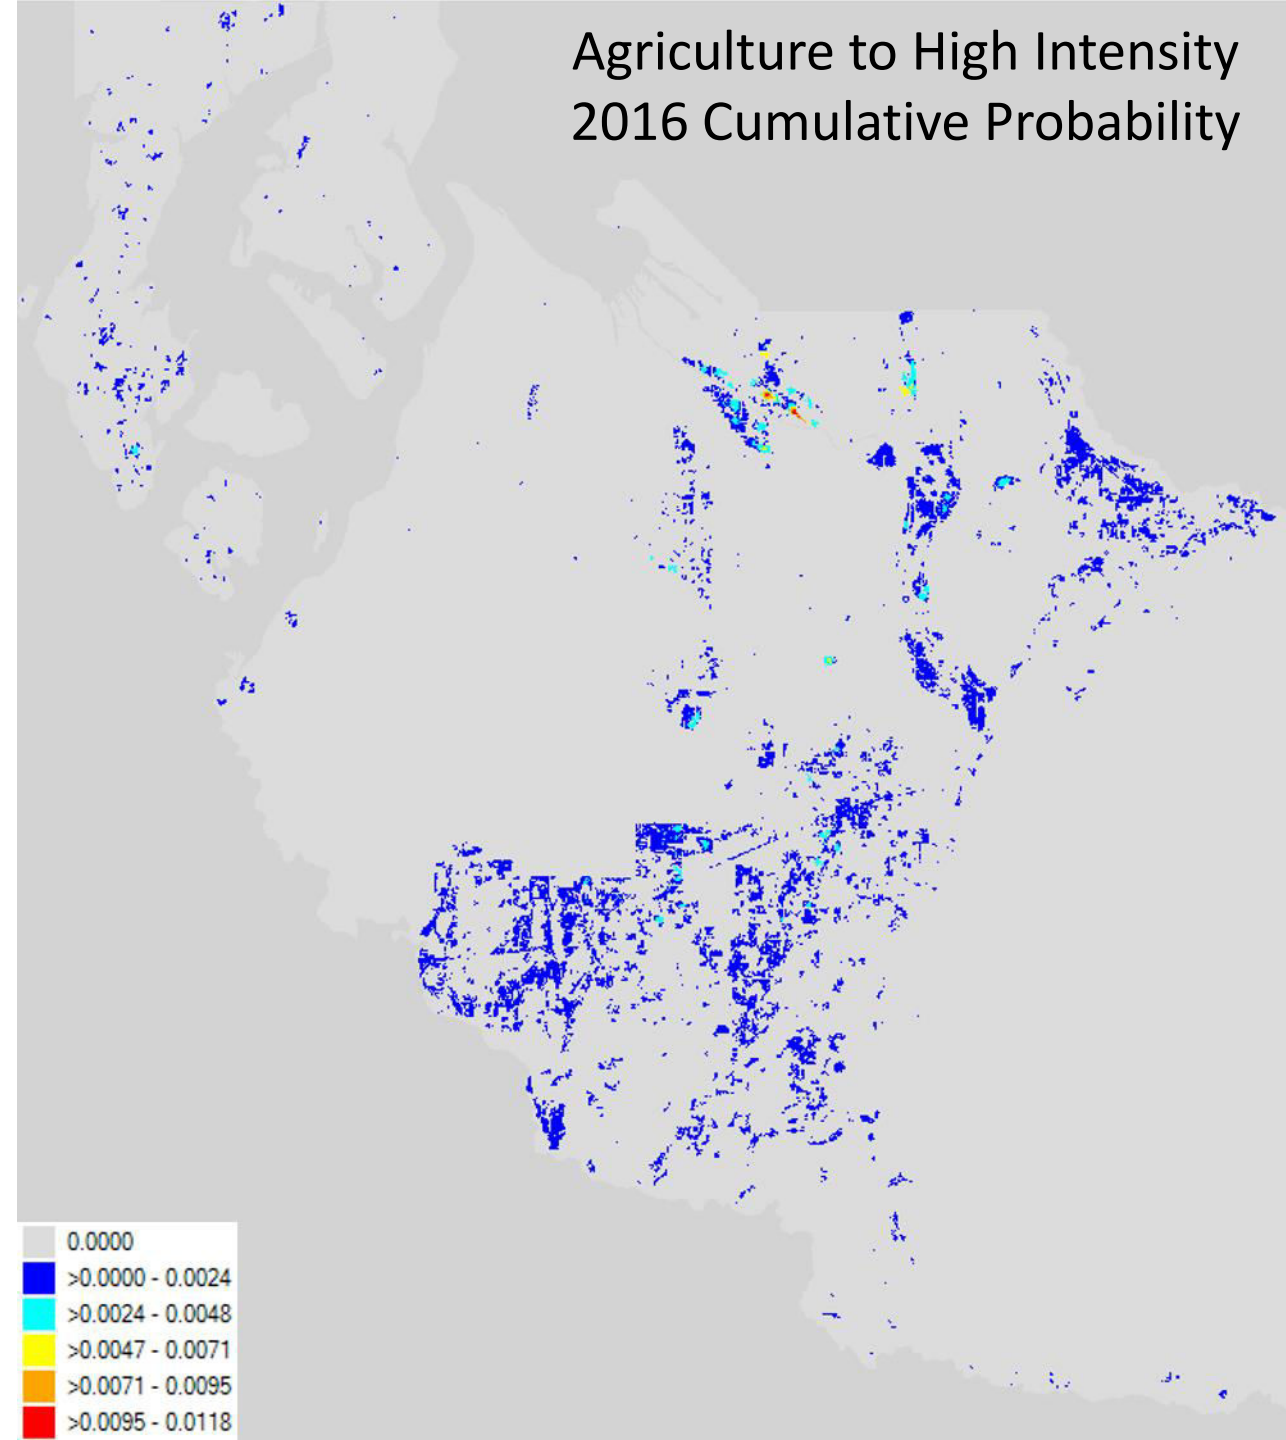 Agriculture to High Intensity
2016 Cumulative Probability
0.0000
>0.0000 - 0.0024
>0.0024 - 0.0048
>0.0047 - 0.0071
>0.0071 - 0.0095
>0.0095 - 0.0118